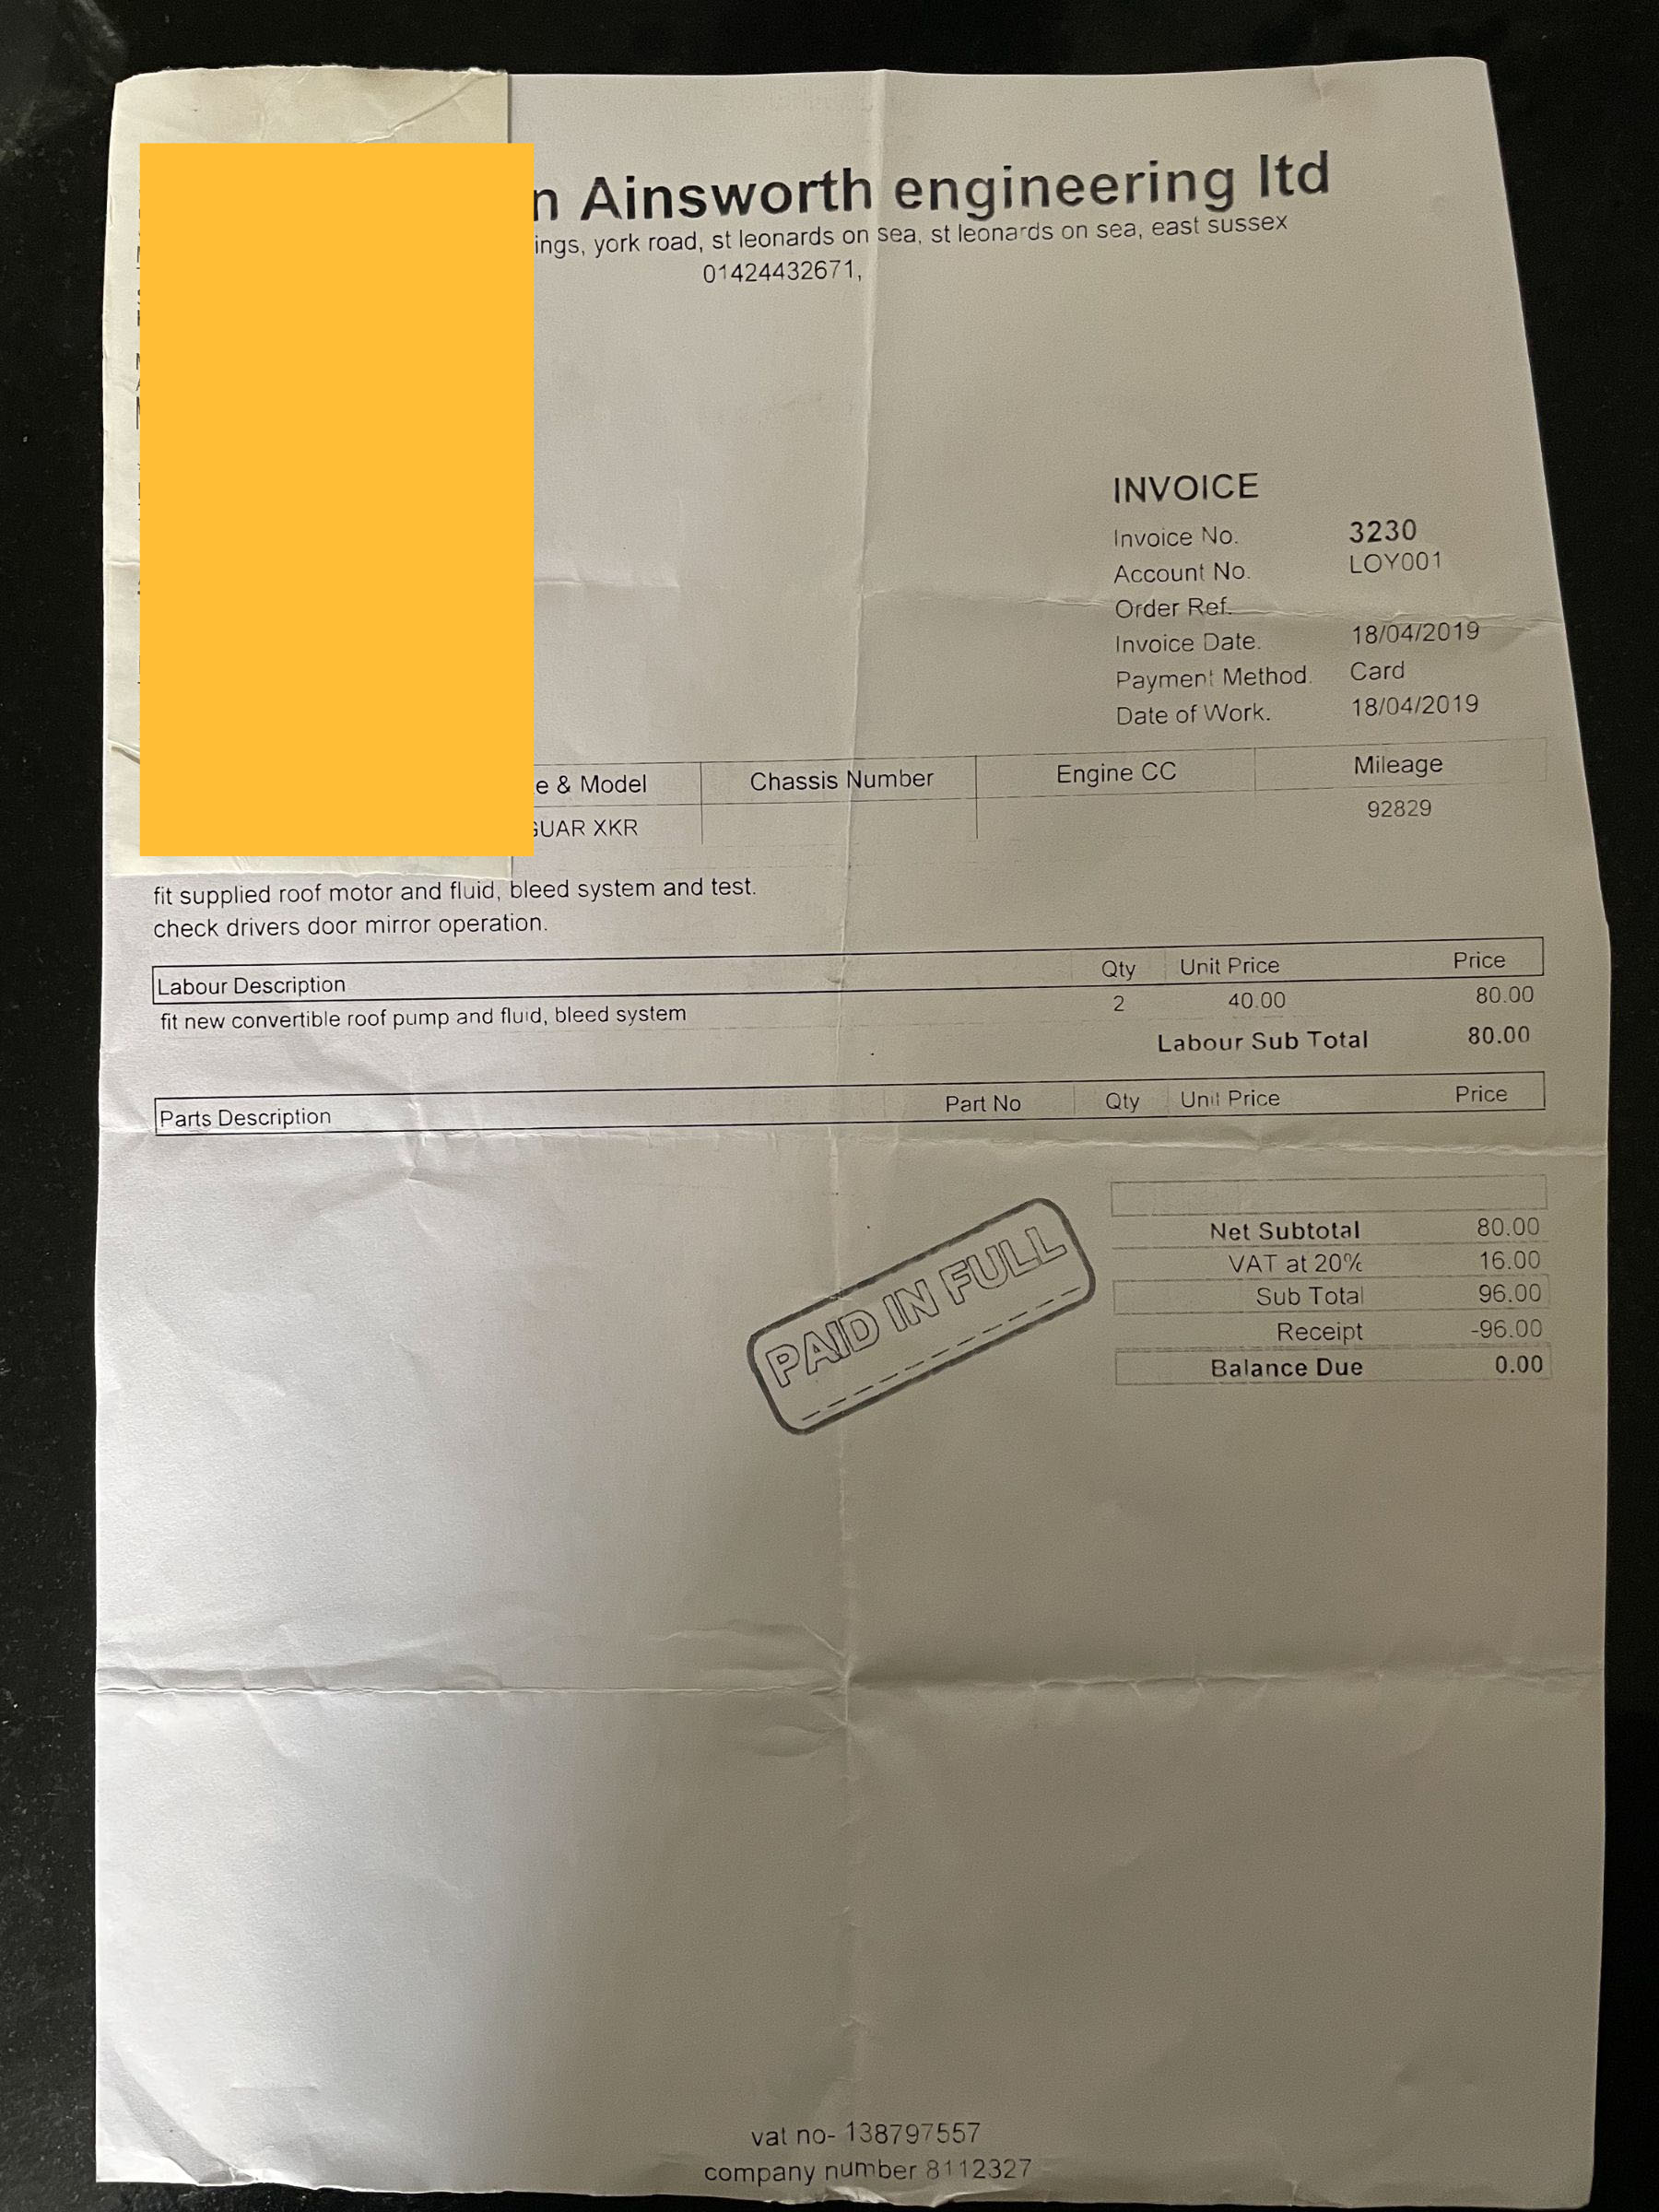 n Ainsworth engineering ltd
ings, york road, st leonards on sea, st leonards on sea, east sussex
01424432671,
INVOICE
Invoice No. 3230
Account No. LOY001
Order Ref.
Invoice Date. 18/04/2019
Payment Method. Card
Date of Work. 18/04/2019
e & Model Chassis Number Engine CC Mileage
GUAR XKR 92829
fit supplied roof motor and fluid, bleed system and test.
check drivers door mirror operation.
Labour Description Qty Unit Price Price
fit new convertible roof pump and fluid, bleed system 2 40.00 80.00
Labour Sub Total 80.00
Parts Description Part No Qty Unit Price Price
PAID IN FULL
Net Subtotal 80.00
VAT at 20% 16.00
Sub Total 96.00
Receipt -96.00
Balance Due 0.00
vat no- 138797557
company number 8112327